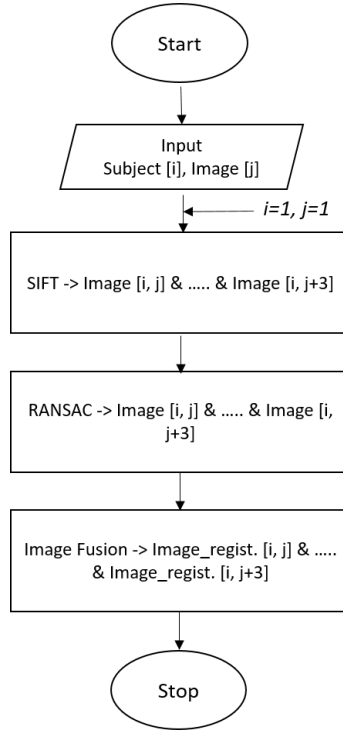 Start
Input
Subject [i], Image [j]
i=1, j=1
SIFT -> Image [i, j] & ..... & Image [i, j+3]
RANSAC -> Image [i, j] & ..... & Image [i,
j+3]
Image Fusion -> Image_regist. [i, j] & .....
& Image_regist. [i, j+3]
Stop